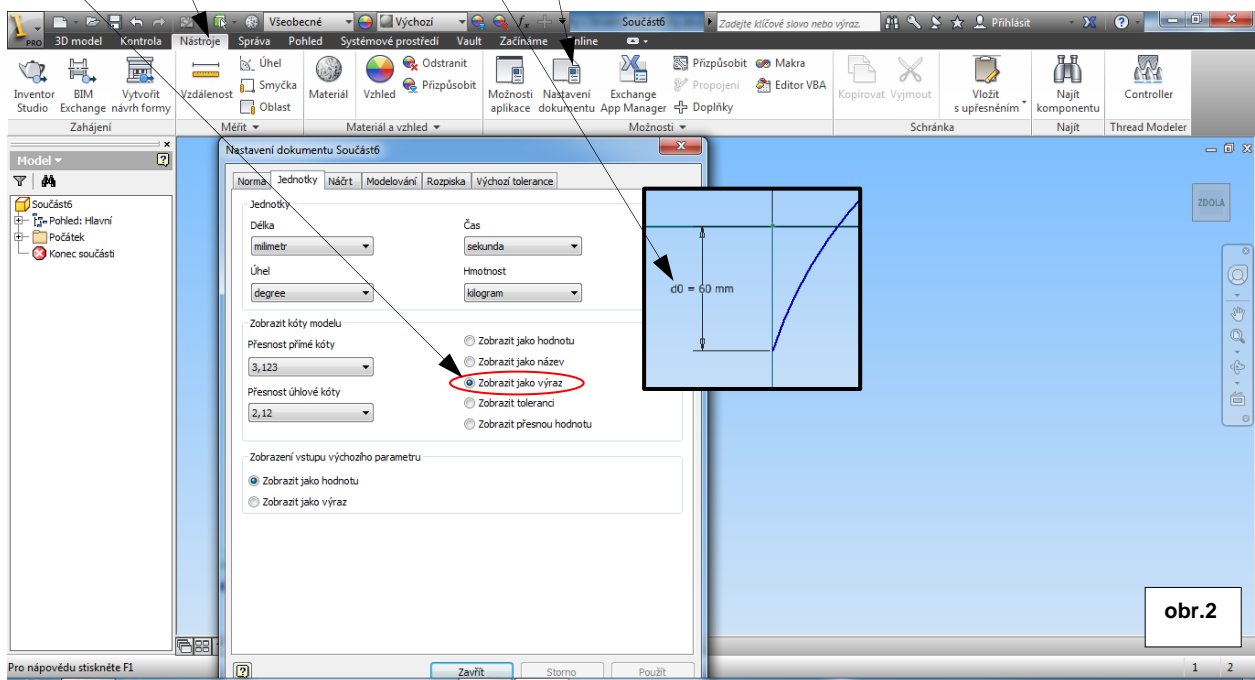 Všeobecné
Výchozí
Součást6
Zadejte klíčové slovo nebo výraz.
Přihlásit
PRO
3D model
Kontrola
Nástroje
Správa
Pohled
Systémové prostředí
Vault
Začínáme
Inventor Studio
BIM Exchange
Vytvořit návrh formy
Vzdálenost
Úhel
Smyčka
Oblast
Materiál
Vzhled
Odstranit
Přizpůsobit
Možnosti aplikace
Nastavení dokumentu
Exchange App Manager
Přizpůsobit
Propojeni
Doplňky
Makra
Editor VBA
Kopírovat
Vyjmout
Vložit s upřesněním
Najít komponentu
Controller
Zahájení
Měřit
Materiál a vzhled
Možnosti
Schránka
Najít
Thread Modeler
Model
Součást6
Pohled: Hlavní
Počátek
Konec součásti
Nastavení dokumentu Součást6
Norma
Jednotky
Náčrt
Modelování
Rozpiska
Výchozí tolerance
Jednotky
Délka
Čas
milimetr
sekunda
Úhel
Hmotnost
degree
kilogram
Zobrazit kóty modelu
Přesnost přímé kóty
3,123
Přesnost úhlové kóty
2,12
Zobrazit jako hodnotu
Zobrazit jako název
Zobrazit jako výraz
Zobrazit toleranci
Zobrazit přesnou hodnotu
Zobrazení vstupu výchozího parametru
Zobrazit jako hodnotu
Zobrazit jako výraz
Zavřít
Storno
Použít
d0 = 60 mm
ZDOLA
obr.2
Pro nápovědu stiskněte F1
1 2